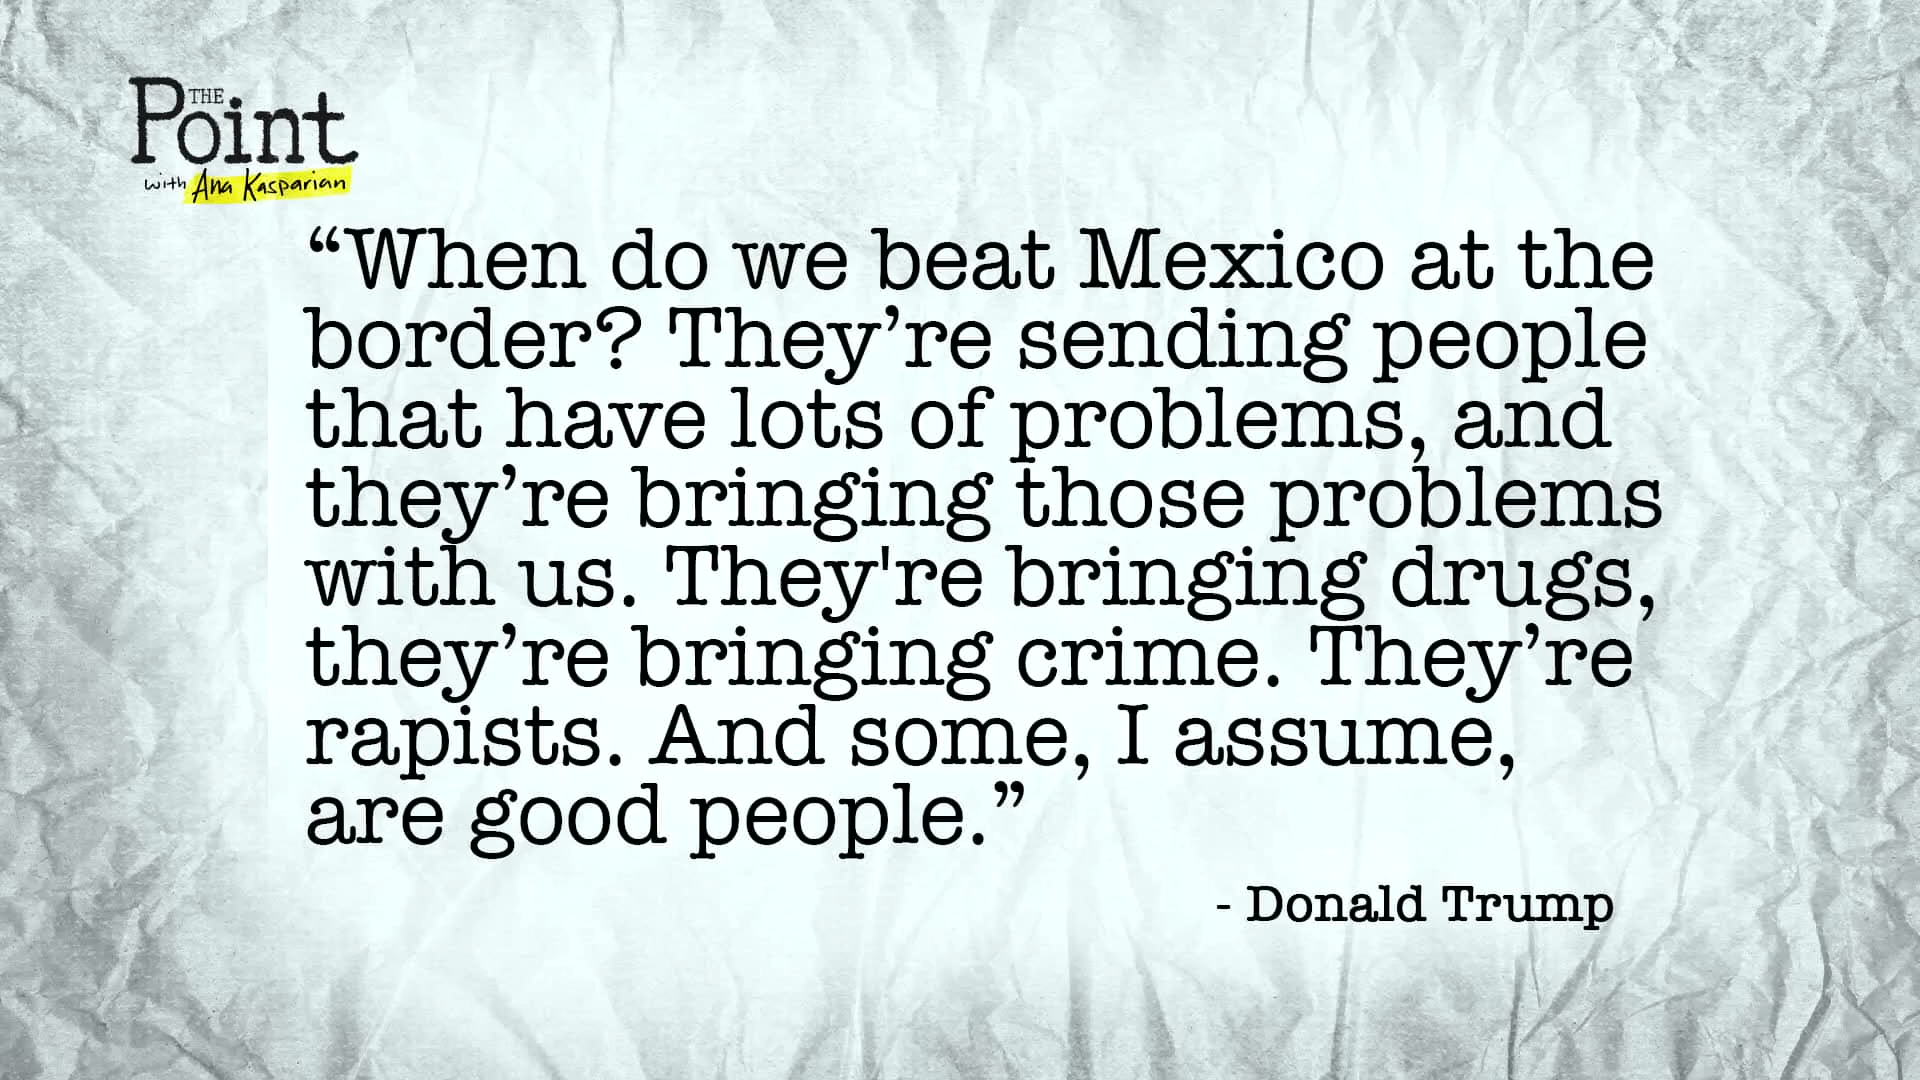 THE
Point
with Ana Kasparian
“When do we beat Mexico at the
border? They’re sending people
that have lots of problems, and
they’re bringing those problems
with us. They're bringing drugs,
they’re bringing crime. They’re
rapists. And some, I assume,
are good people.”
- Donald Trump